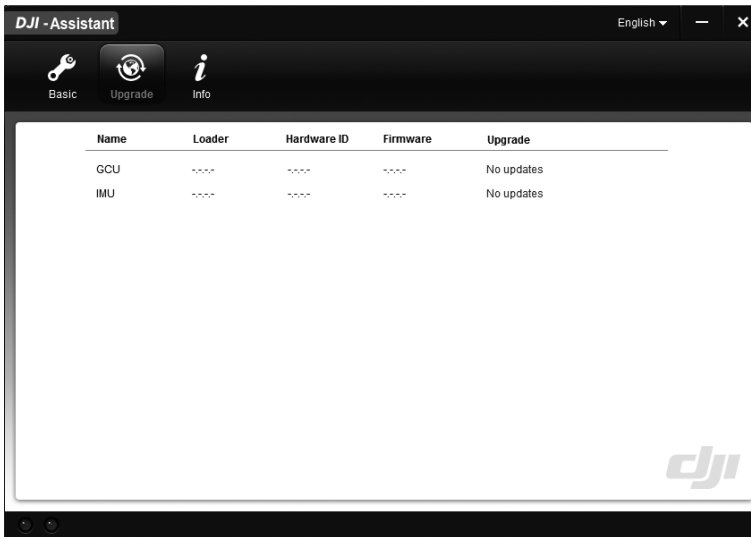 DJI - Assistant English
Basic Upgrade Info
Name Loader Hardware ID Firmware Upgrade
GCU -.-.-.- -.-.-.- -.-.-.- No updates
IMU -.-.-.- -.-.-.- -.-.-.- No updates
dji